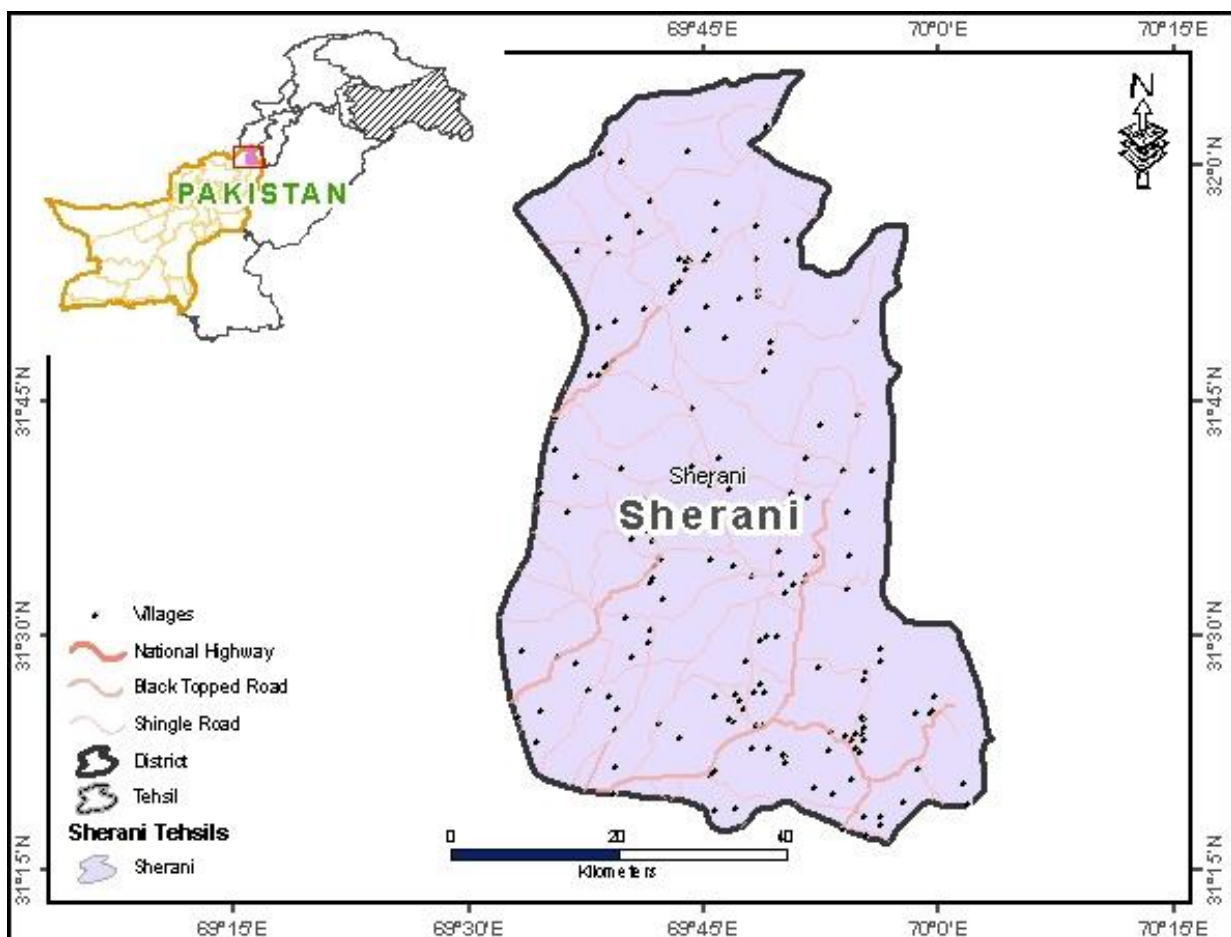 69°45'E 70°0'E 70°15'E
N
PAKISTAN
32°0'N
31°45'N 31°45'N
Sherani
Sherani
31°30'N 31°30'N
Villages
National Highway
Black Topped Road
Shingle Road
District
Tehsil
Sherani Tehsils
Sherani
0 20 40
Kilometers
31°15'N 31°15'N
69°15'E 69°30'E 69°45'E 70°0'E 70°15'E